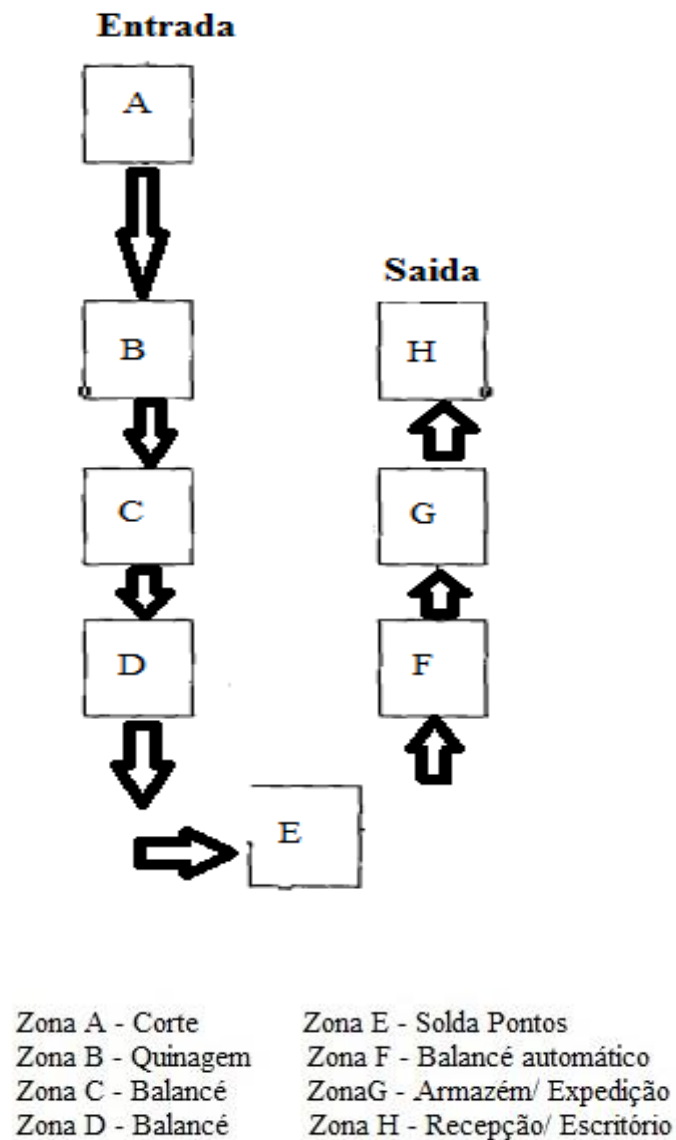 Entrada
A
B
C
D
E
Saida
H
G
F
Zona A - Corte
Zona B - Quinagem
Zona C - Balancé
Zona D - Balancé
Zona E - Solda Pontos
Zona F - Balancé automático
ZonaG - Armazém/ Expedição
Zona H - Recepção/ Escritório